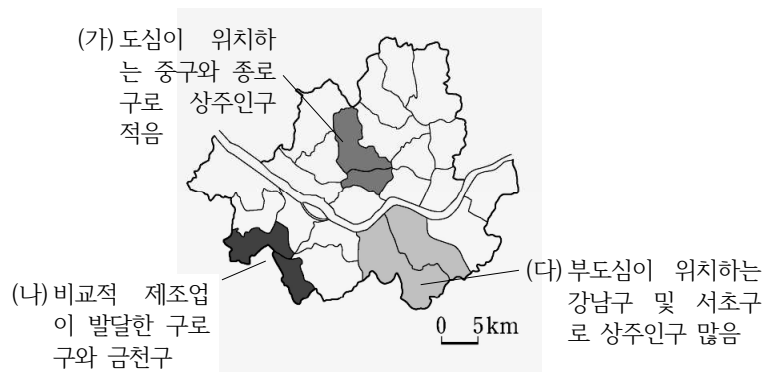 (가) 도심이 위치하
는 중구와 종로
구로 상주인구
적음
(다) 부도심이 위치하는
강남구 및 서초구
로 상주인구 많음
(나) 비교적 제조업
이 발달한 구로
구와 금천구
0 5km